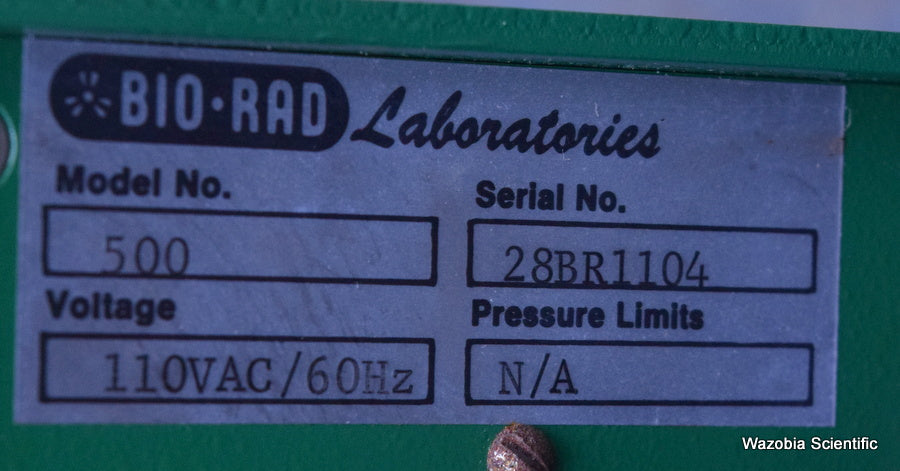 BIO·RAD Laboratories
Model No. Serial No.
500 28BR1104
Voltage Pressure Limits
110VAC/60Hz N/A
Wazobia Scientific